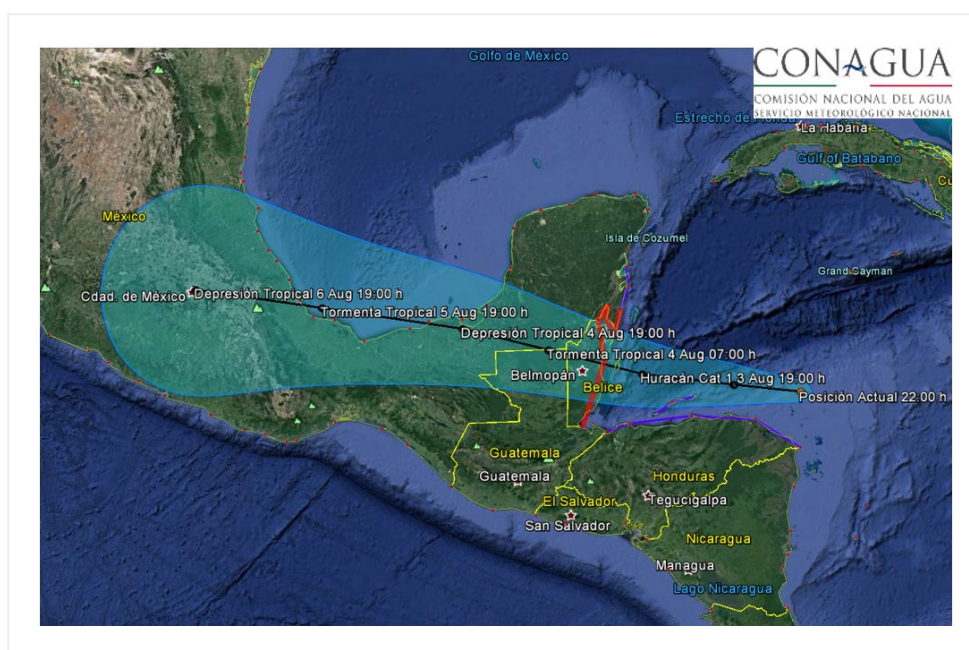 Golfo de México
CONAGUA
COMISIÓN NACIONAL DEL AGUA
SERVICIO METEOROLÓGICO NACIONAL
Estrecho de
La Habana
Gulf of Batabano
Cu
México
Isla de Cozumel
Grand Cayman
Cdad. de México
Depresión Tropical 6 Aug 19:00 h
Tormenta Tropical 5 Aug 19:00 h
Depresión Tropical 4 Aug 19:00 h
Tormenta Tropical 4 Aug 07:00 h
Belmopán
Huracán Cat 1 3 Aug 19:00 h
Belice
Posición Actual 22:00 h
Guatemala
Guatemala
Honduras
El Salvador
Tegucigalpa
San Salvador
Nicaragua
Managua
Lago Nicaragua